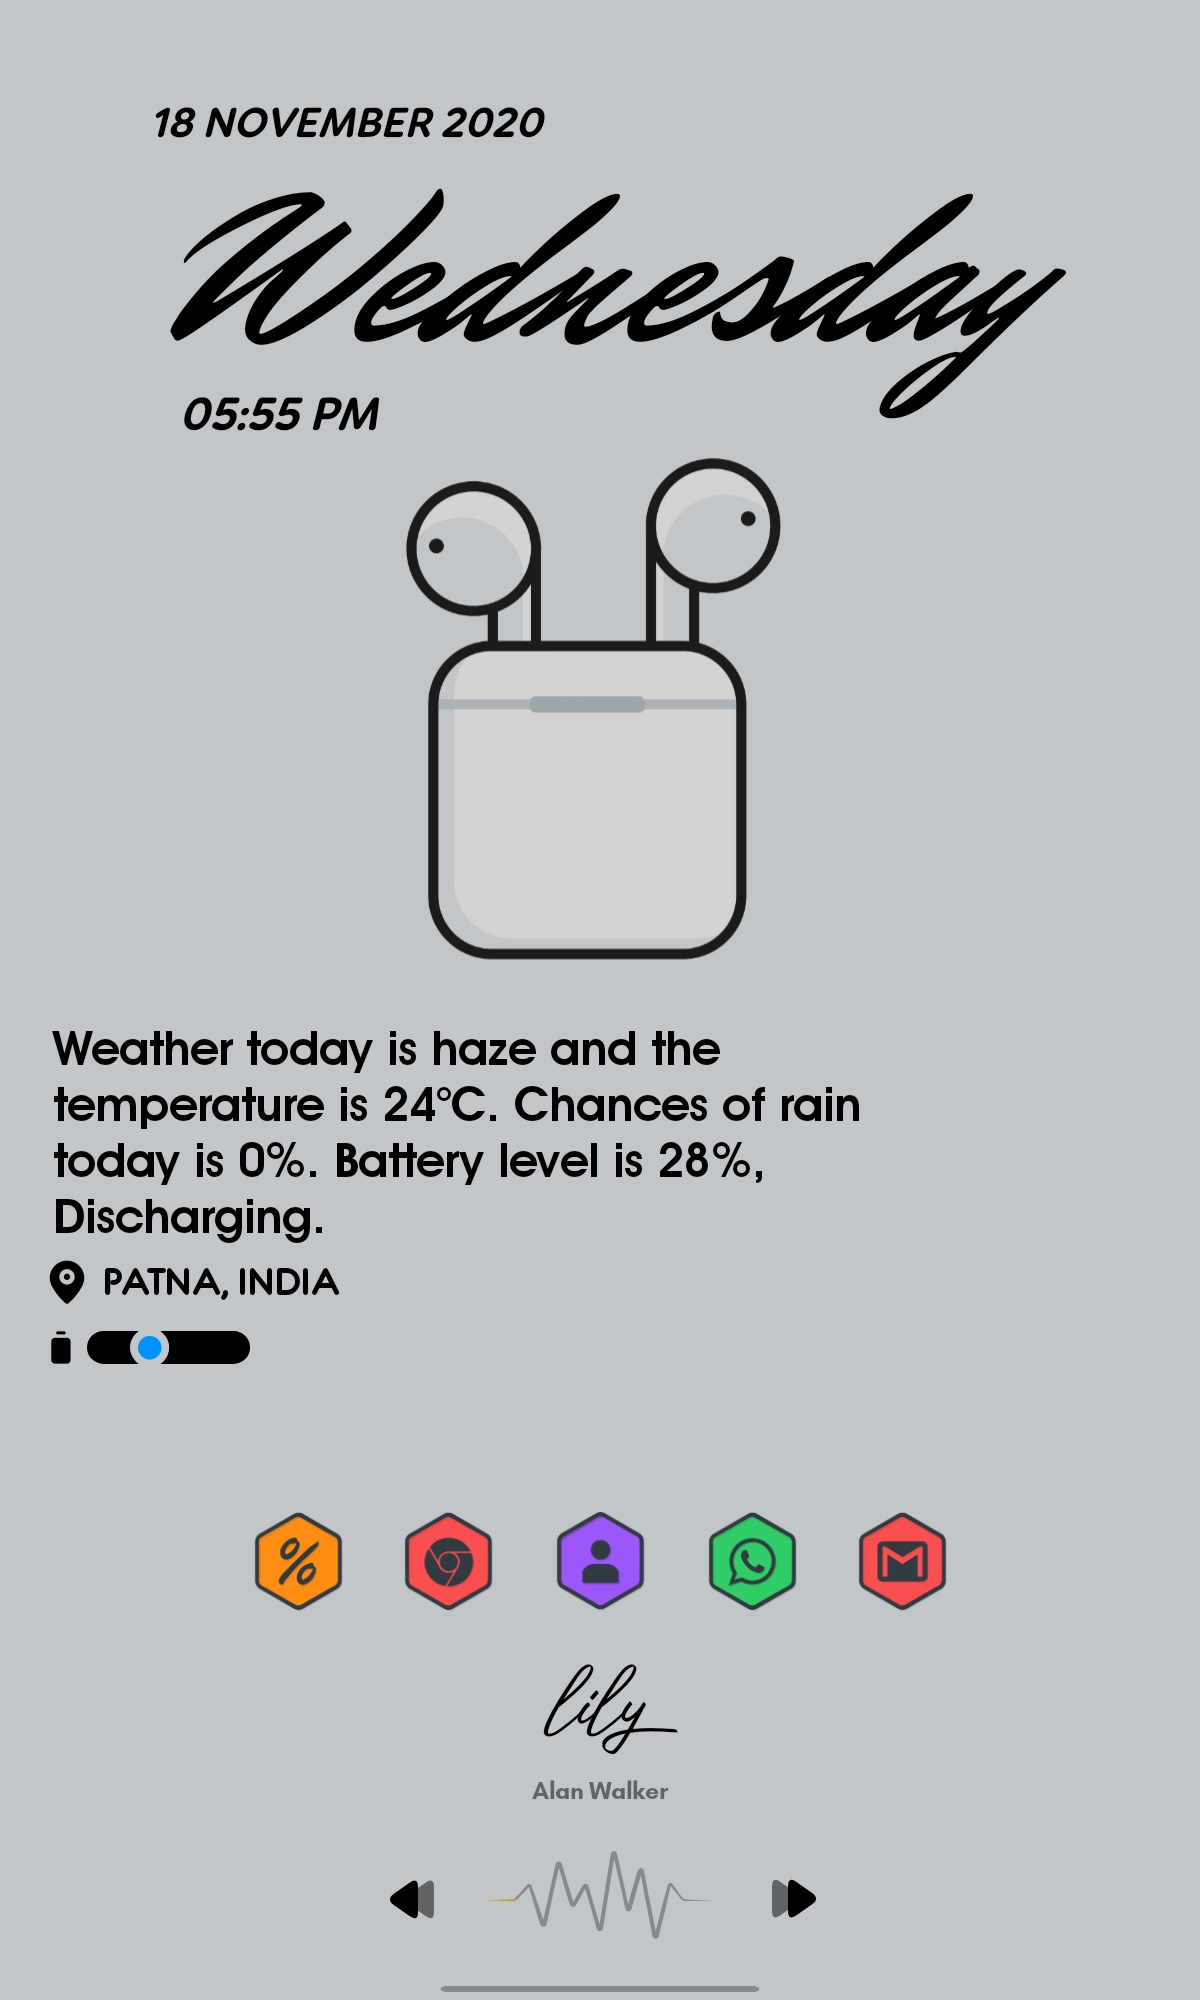 18 NOVEMBER 2020
Wednesday
05:55 PM
Weather today is haze and the
temperature is 24°C. Chances of rain
today is 0%. Battery level is 28%,
Discharging.
PATNA, INDIA
%
lily
Alan Walker